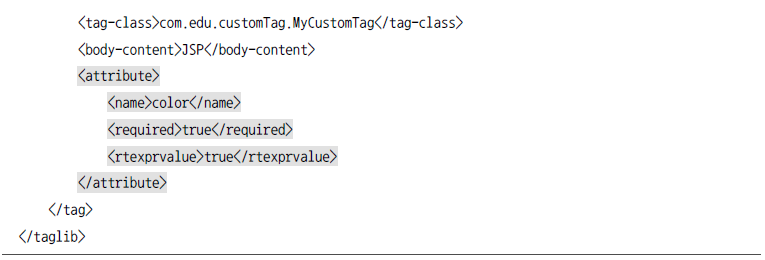 <tag-class>com.edu.customTag.MyCustomTag</tag-class>
<body-content>JSP</body-content>
<attribute>
<name>color</name>
<required>true</required>
<rtexprvalue>true</rtexprvalue>
</attribute>
</tag>
</taglib>